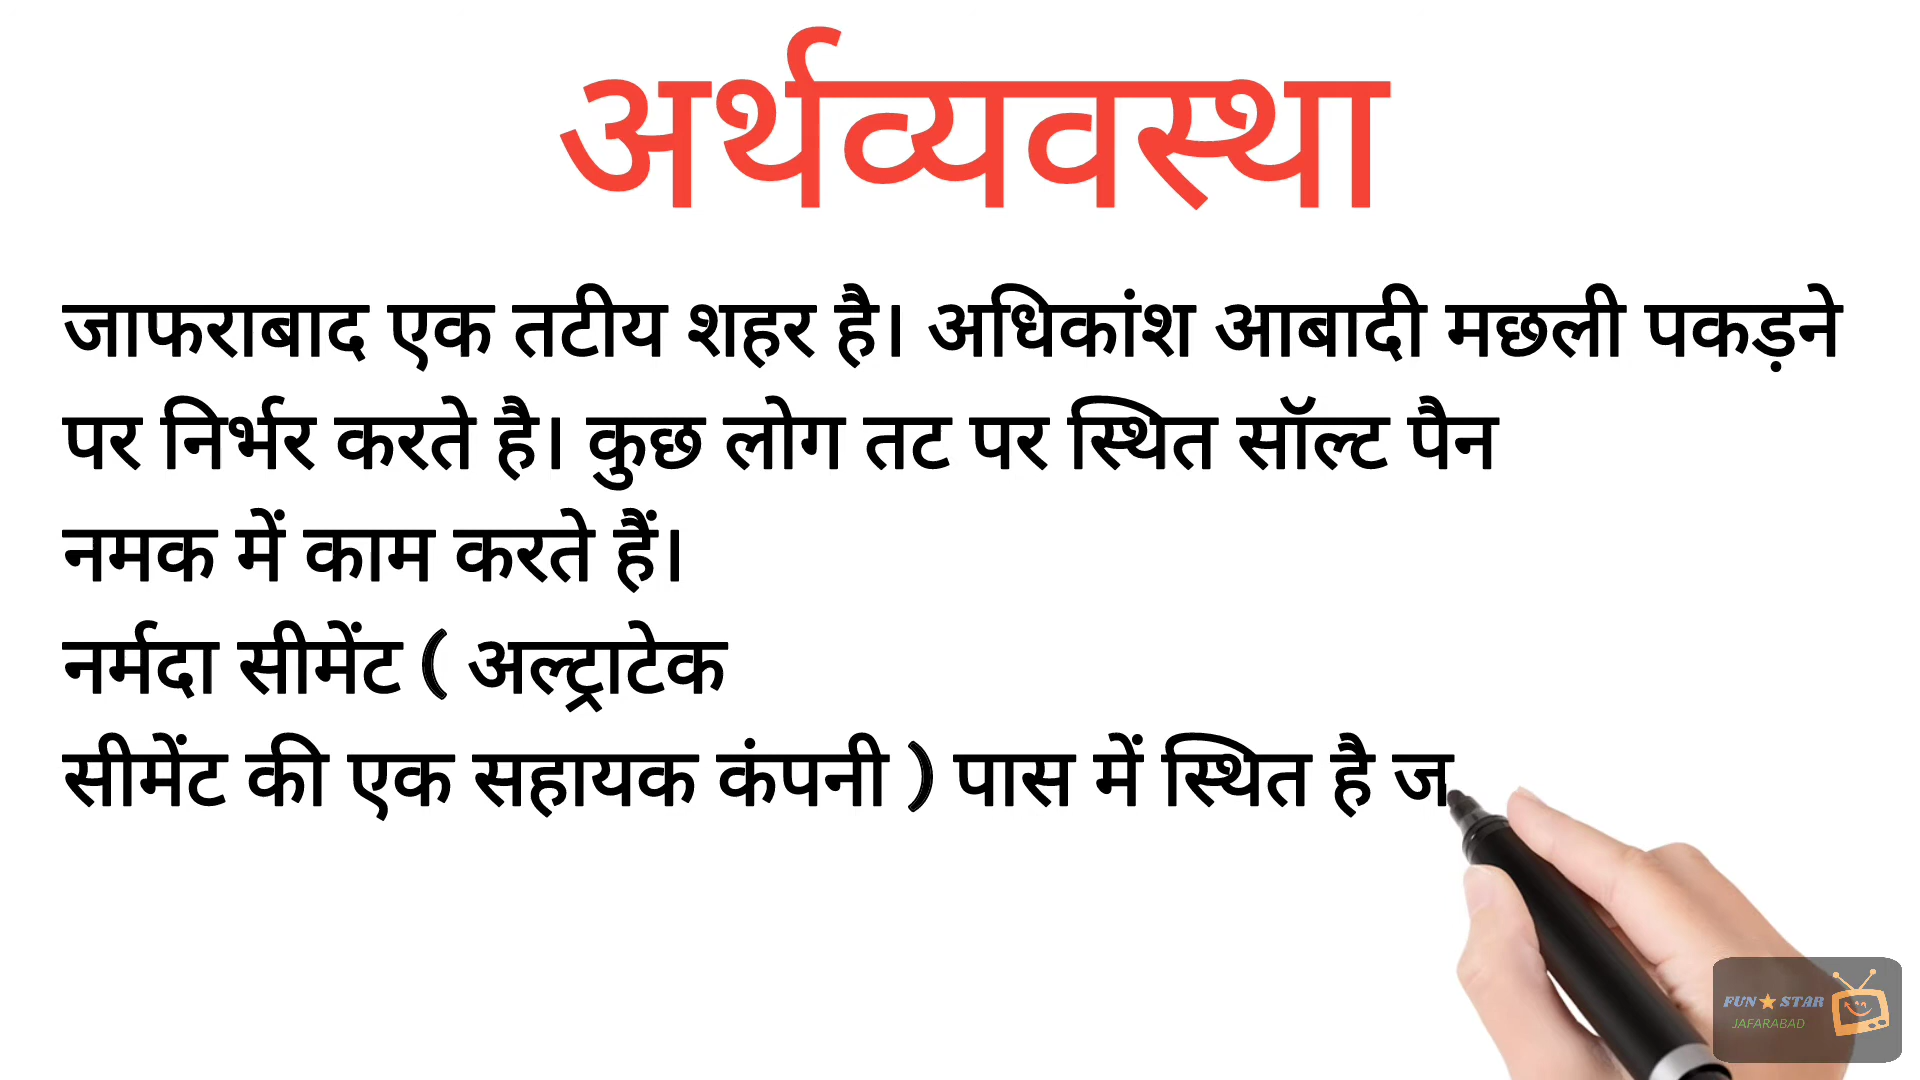 अर्थव्यवस्था
जाफराबाद एक तटीय शहर है। अधिकांश आबादी मछली पकड़ने
पर निर्भर करते है। कुछ लोग तट पर स्थित सॉल्ट पैन
नमक में काम करते हैं।
नर्मदा सीमेंट ( अल्ट्राटेक
सीमेंट की एक सहायक कंपनी ) पास में स्थित है ज
FUN STAR
JAFARABAD